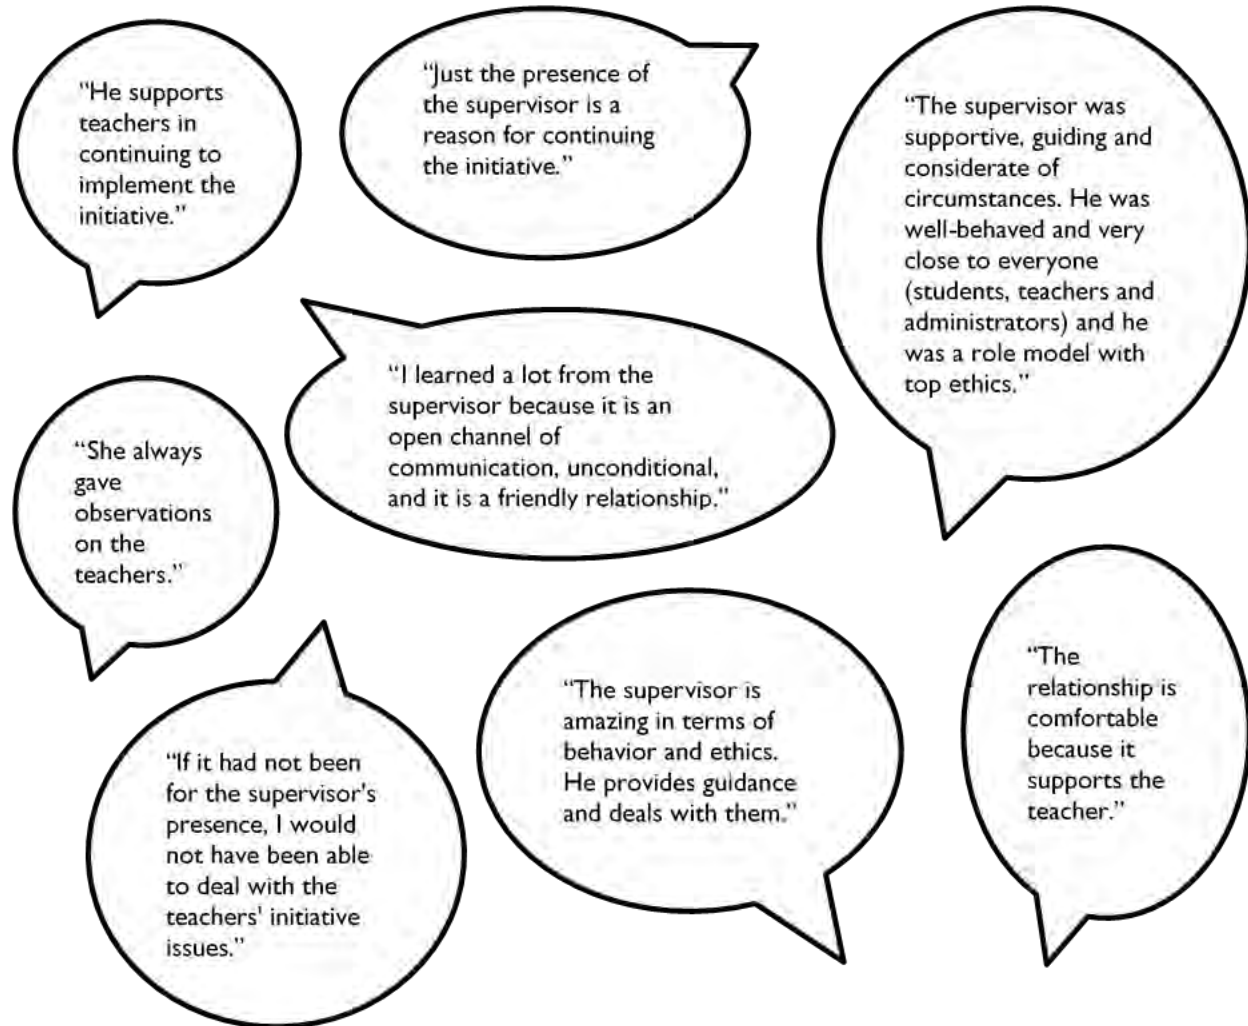 "He supports
teachers in
continuing to
implement the
initiative."
"Just the presence of
the supervisor is a
reason for continuing
the initiative."
"The supervisor was
supportive, guiding and
considerate of
circumstances. He was
well-behaved and very
close to everyone
(students, teachers and
administrators) and he
was a role model with
top ethics."
"I learned a lot from the
supervisor because it is an
open channel of
communication, unconditional,
and it is a friendly relationship."
"She always
gave
observations
on the
teachers."
"If it had not been
for the supervisor's
presence, I would
not have been able
to deal with the
teachers' initiative
issues."
"The supervisor is
amazing in terms of
behavior and ethics.
He provides guidance
and deals with them."
"The
relationship is
comfortable
because it
supports the
teacher."